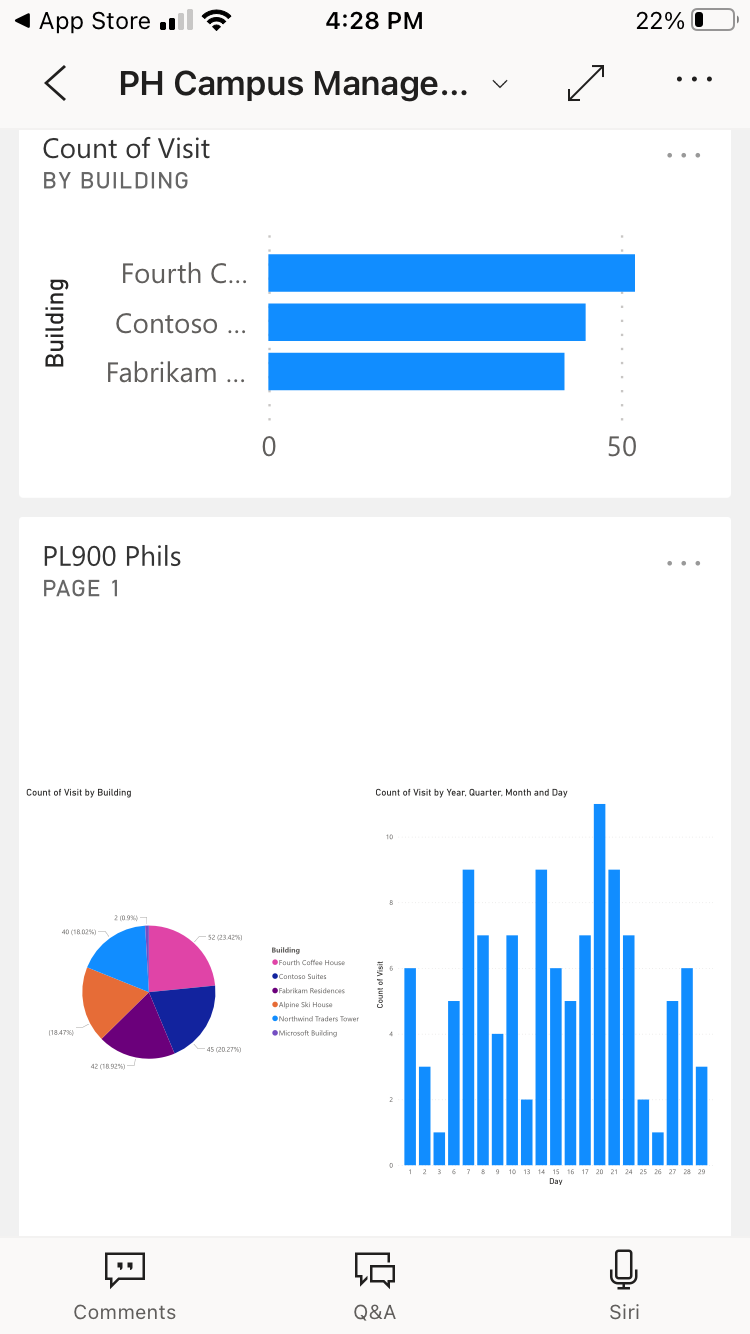 App Store
4:28 PM
22%
PH Campus Manage...
Count of Visit
BY BUILDING
Building
Fourth C...
Contoso ...
Fabrikam ...
0 50
PL900 Phils
PAGE 1
Count of Visit by Building
2 (0.9%)
40 (18.02%)
52 (23.42%)
(18.47%)
45 (20.27%)
42 (18.92%)
Building
Fourth Coffee House
Contoso Suites
Fabrikam Residences
Alpine Ski House
Northwind Traders Tower
Microsoft Building
Count of Visit by Year, Quarter, Month and Day
Count of Visit
10
8
6
4
2
0
1 2 3 6 7 8 9 10 13 14 15 16 17 20 21 24 25 26 27 28 29
Day
Comments
Q&A
Siri